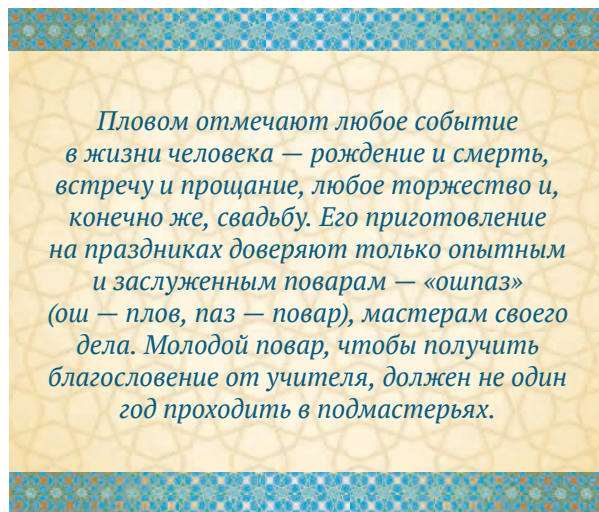 Пловом отмечают любое событие
в жизни человека — рождение и смерть,
встречу и прощание, любое торжество и,
конечно же, свадьбу. Его приготовление
на праздниках доверяют только опытным
и заслуженным поварам — «ошпаз»
(ош — плов, паз — повар), мастерам своего
дела. Молодой повар, чтобы получить
благословение от учителя, должен не один
год проходить в подмастерьях.